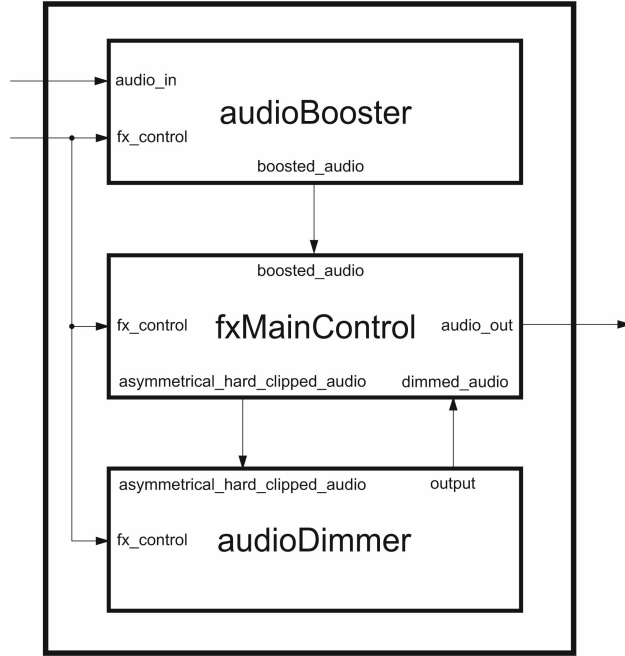 audio_in
audioBooster
fx_control
boosted_audio
boosted_audio
fx_control
fxMainControl
audio_out
asymmetrical_hard_clipped_audio
dimmed_audio
asymmetrical_hard_clipped_audio
output
fx_control
audioDimmer